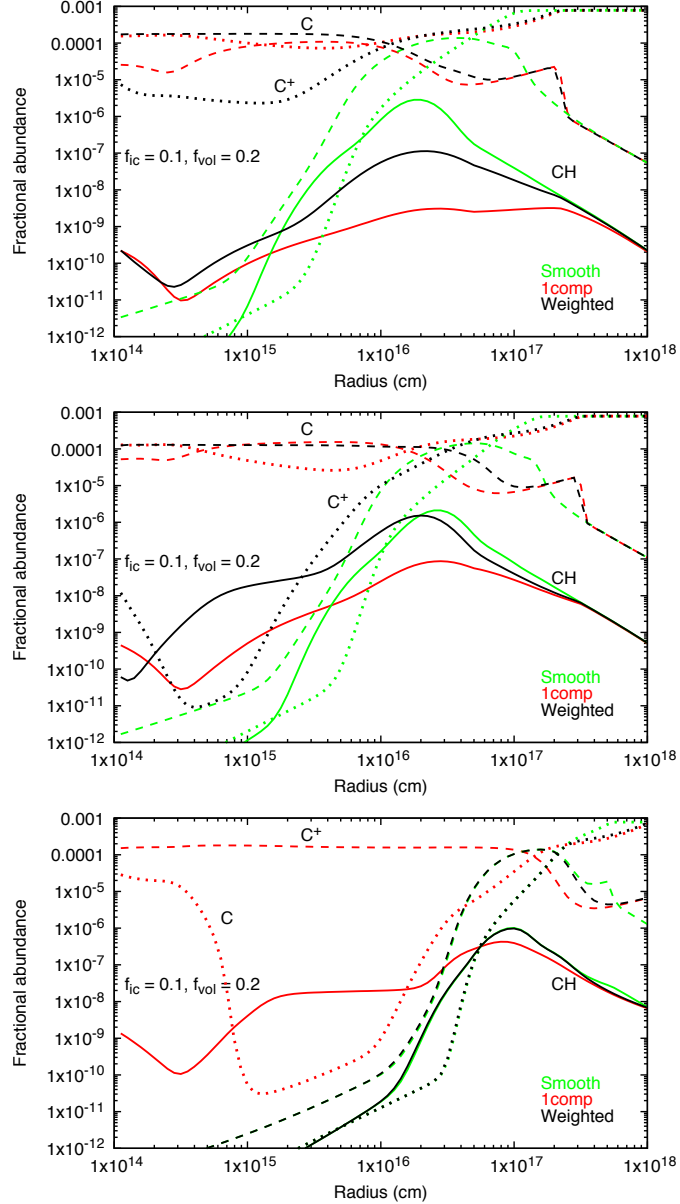 0.001
0.0001
1x10-5
1x10-6
1x10-7
1x10-8
1x10-9
1x10-10
1x10-11
1x10-12
Fractional abundance
C
C+
fic = 0.1, fvol = 0.2
CH
Smooth
1comp
Weighted
1x1014 1x1015 1x1016 1x1017 1x1018
Radius (cm)
0.001
0.0001
1x10-5
1x10-6
1x10-7
1x10-8
1x10-9
1x10-10
1x10-11
1x10-12
Fractional abundance
C
C+
fic = 0.1, fvol = 0.2
CH
Smooth
1comp
Weighted
1x1014 1x1015 1x1016 1x1017 1x1018
Radius (cm)
0.001
0.0001
1x10-5
1x10-6
1x10-7
1x10-8
1x10-9
1x10-10
1x10-11
1x10-12
Fractional abundance
C+
C
fic = 0.1, fvol = 0.2
CH
Smooth
1comp
Weighted
1x1014 1x1015 1x1016 1x1017 1x1018
Radius (cm)